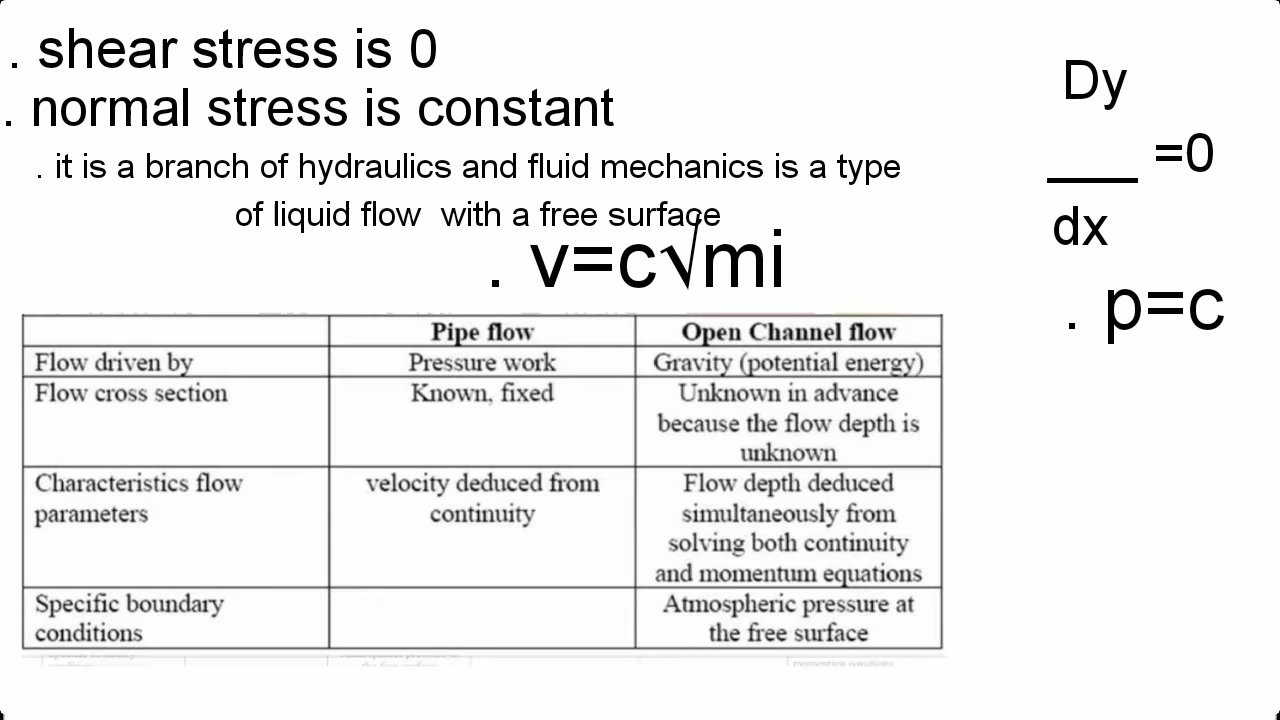 . shear stress is 0
. normal stress is constant
. it is a branch of hydraulics and fluid mechanics is a type
of liquid flow with a free surface
. v=c√mi
Dy
___ =0
dx
. p=c
Pipe flow Open Channel flow
Flow driven by Pressure work Gravity (potential energy)
Flow cross section Known, fixed Unknown in advance
because the flow depth is
unknown
Characteristics flow velocity deduced from Flow depth deduced
parameters continuity simultaneously from
solving both continuity
and momentum equations
Specific boundary Atmospheric pressure at
conditions the free surface